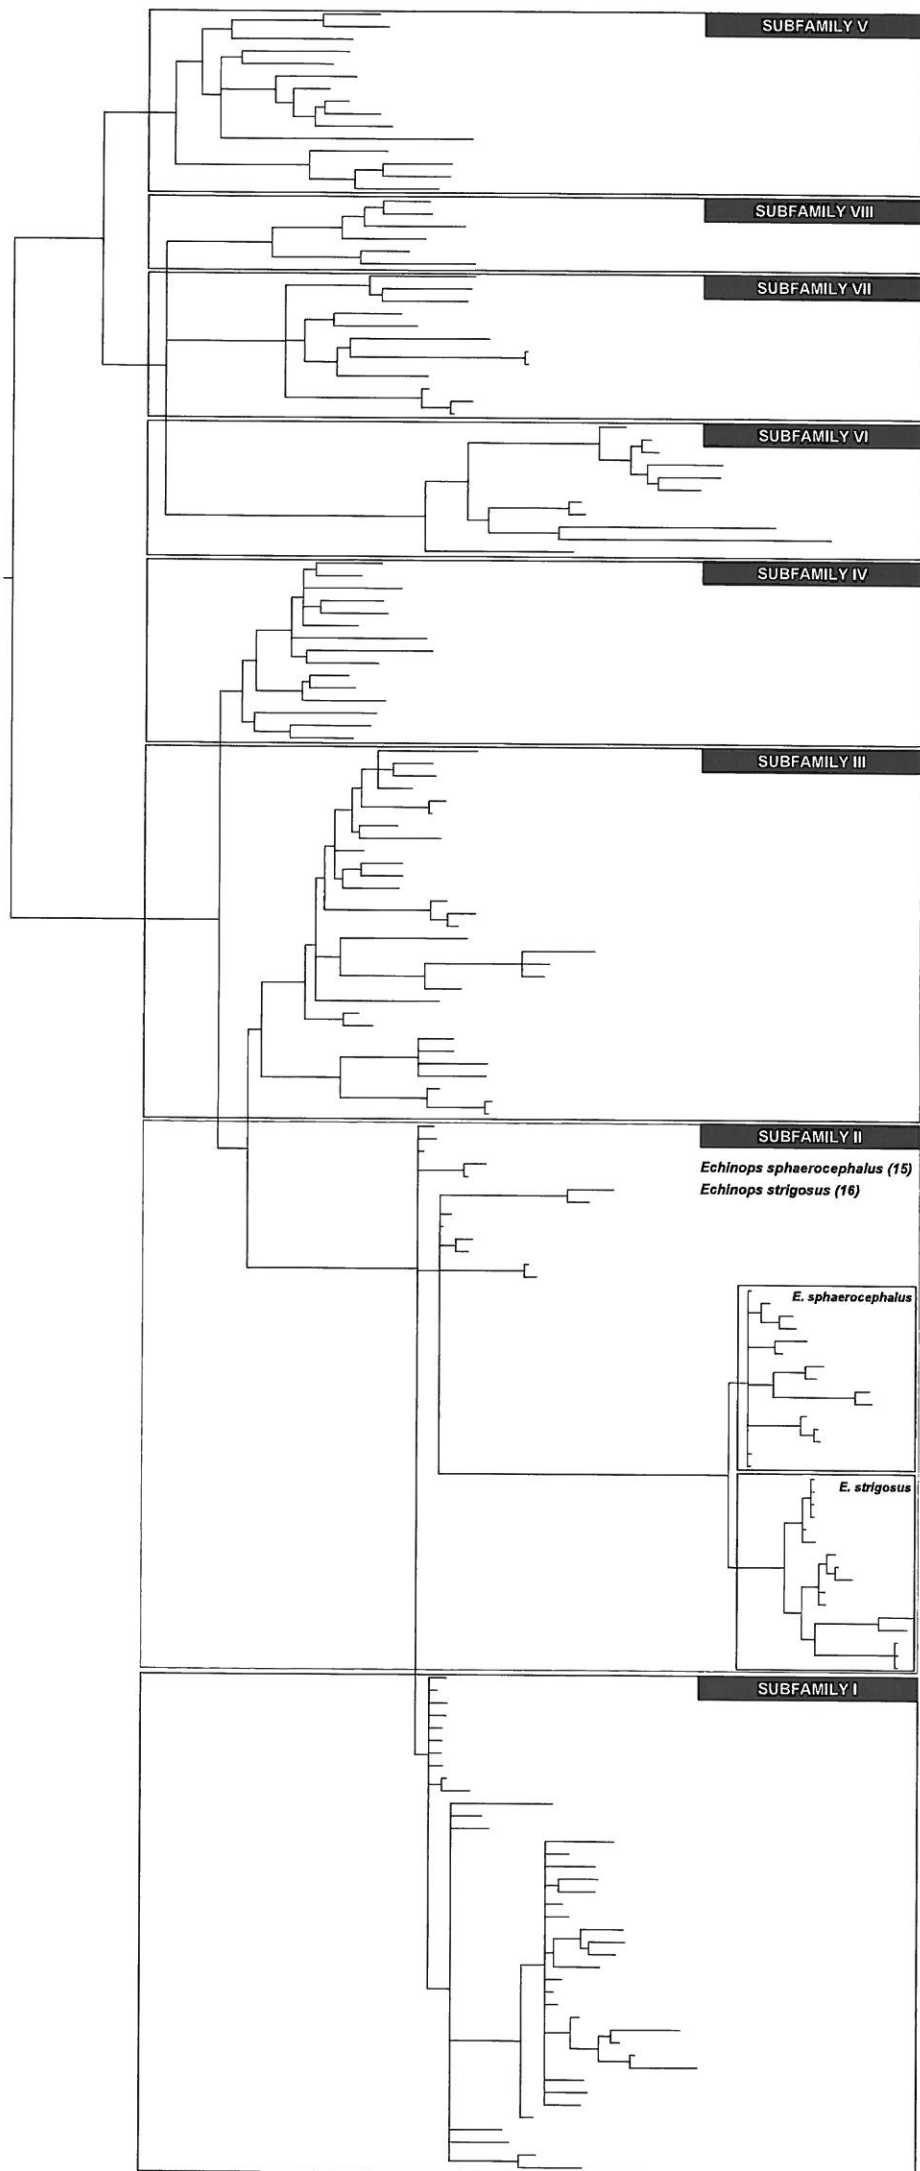 SUBFAMILY V
SUBFAMILY VIII
SUBFAMILY VII
SUBFAMILY VI
SUBFAMILY IV
SUBFAMILY III
SUBFAMILY II
Echinops sphaerocephalus (15)
Echinops strigosus (16)
E. sphaerocephalus
E. strigosus
SUBFAMILY I